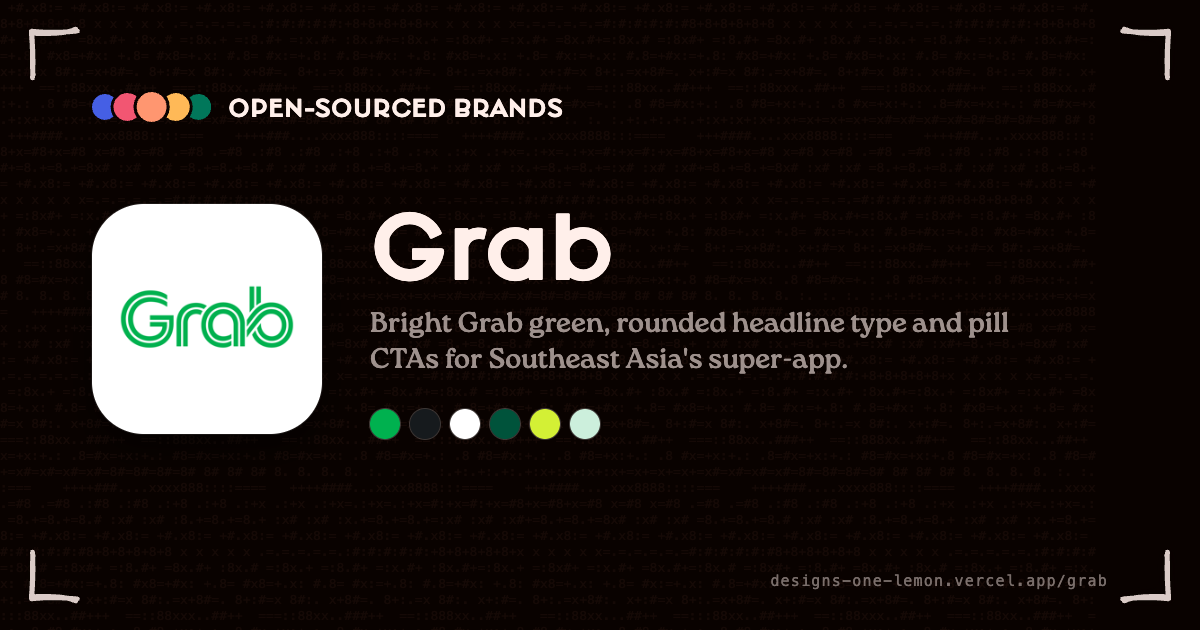 OPEN-SOURCED BRANDS
Grab
Grab
Bright Grab green, rounded headline type and pill
CTAs for Southeast Asia's super-app.
designs-one-lemon.vercel.app/grab